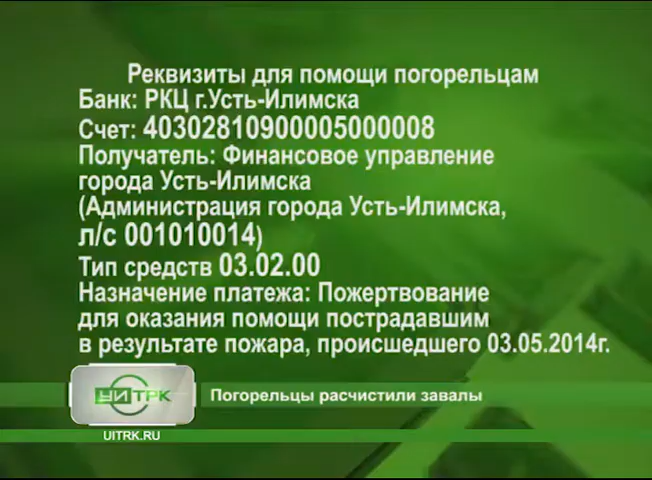 Реквизиты для помощи погорельцам
Банк: РКЦ г.Усть-Илимска
Счет: 40302810900005000008
Получатель: Финансовое управление
города Усть-Илимска
(Администрация города Усть-Илимска,
л/с 001010014)
Тип средств 03.02.00
Назначение платежа: Пожертвование
для оказания помощи пострадавшим
в результате пожара, происшедшего 03.05.2014г.
УИТРК
Погорельцы расчистили завалы
UITRK.RU